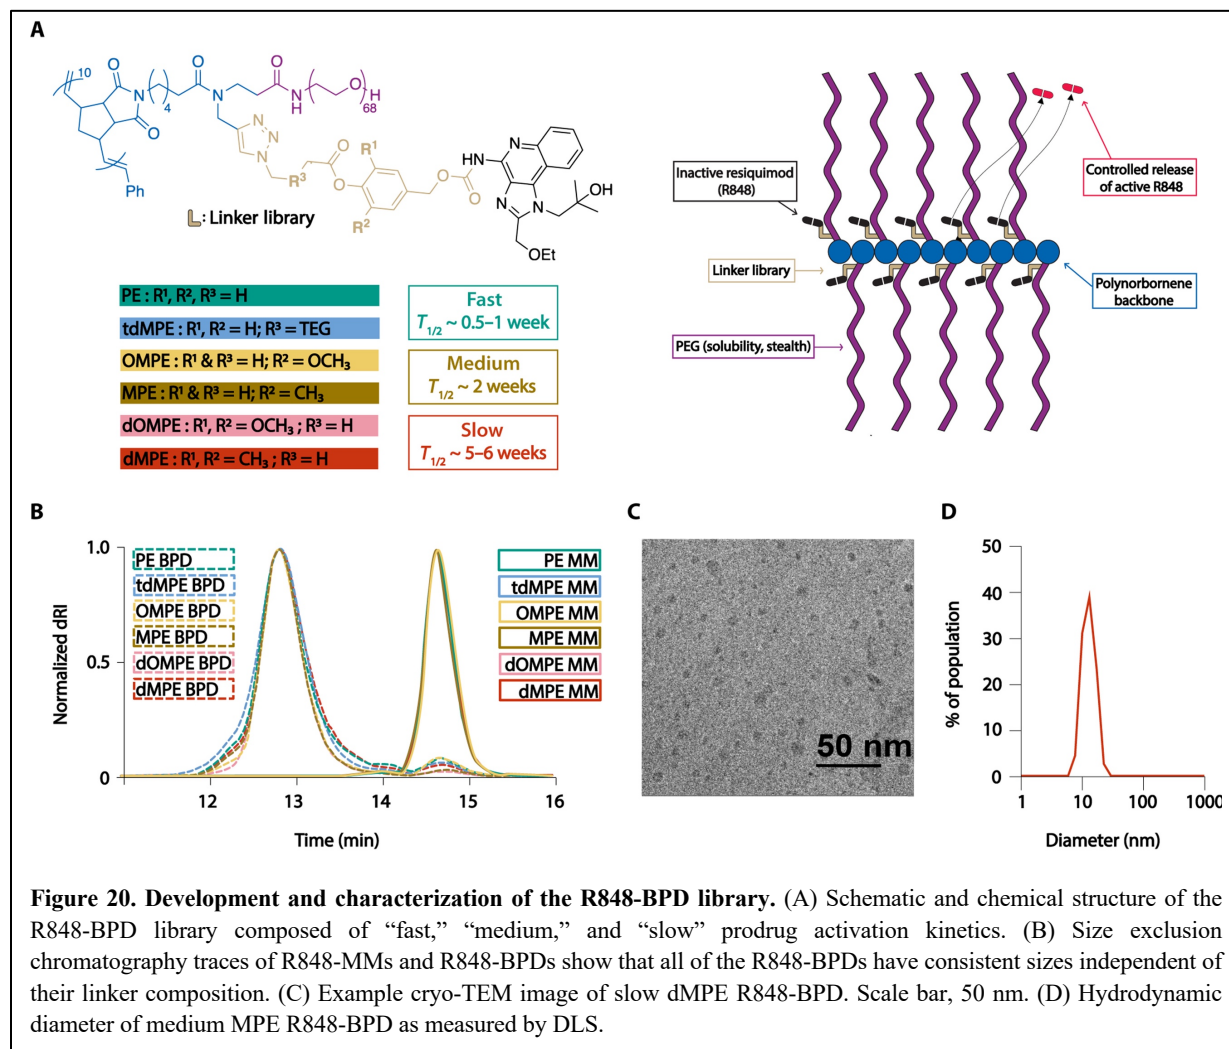 A
10
O
O
N
4
O
N
O
N
H
O
H
68
Ph
N
N
N
R³
O
O
R¹
R²
O
O
HN
N
N
N
OH
OEt
: Linker library
PE : R¹, R², R³ = H
tdMPE : R¹, R² = H; R³ = TEG
OMPE : R¹ & R³ = H; R² = OCH₃
MPE : R¹ & R³ = H; R² = CH₃
dOMPE : R¹, R² = OCH₃ ; R³ = H
dMPE : R¹, R² = CH₃ ; R³ = H
Fast
T₁/₂ ~ 0.5–1 week
Medium
T₁/₂ ~ 2 weeks
Slow
T₁/₂ ~ 5–6 weeks
Inactive resiquimod
(R848)
Linker library
PEG (solubility, stealth)
Controlled release
of active R848
Polynorbornene
backbone
B
Normalized dRI
1.0
0.5
0
12
13
14
15
16
Time (min)
PE BPD
tdMPE BPD
OMPE BPD
MPE BPD
dOMPE BPD
dMPE BPD
PE MM
tdMPE MM
OMPE MM
MPE MM
dOMPE MM
dMPE MM
C
50 nm
D
% of population
50
40
30
20
10
0
1
10
100
1000
Diameter (nm)
Figure 20. Development and characterization of the R848-BPD library. (A) Schematic and chemical structure of the
R848-BPD library composed of “fast,” “medium,” and “slow” prodrug activation kinetics. (B) Size exclusion
chromatography traces of R848-MMs and R848-BPDs show that all of the R848-BPDs have consistent sizes independent of
their linker composition. (C) Example cryo-TEM image of slow dMPE R848-BPD. Scale bar, 50 nm. (D) Hydrodynamic
diameter of medium MPE R848-BPD as measured by DLS.